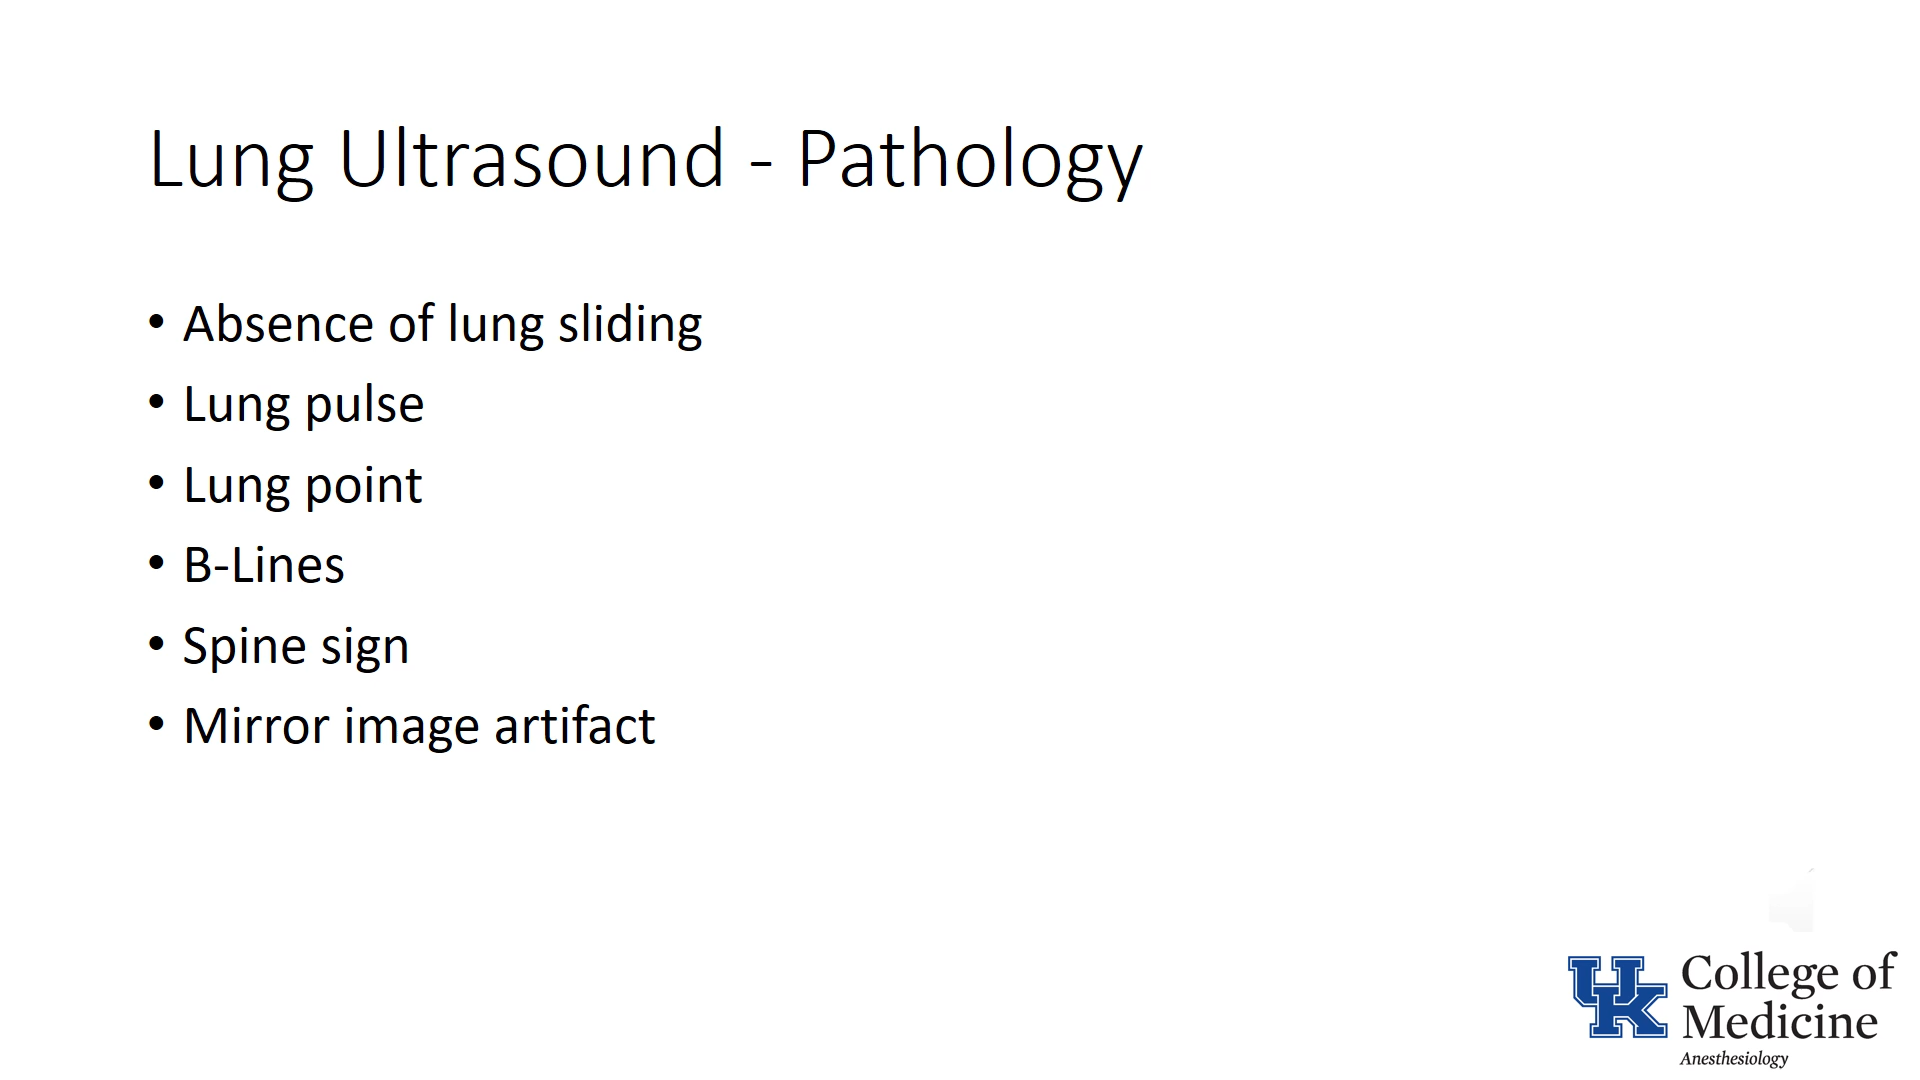 Lung Ultrasound - Pathology
• Absence of lung sliding
• Lung pulse
• Lung point
• B-Lines
• Spine sign
• Mirror image artifact
UK
College of
Medicine
Anesthesiology